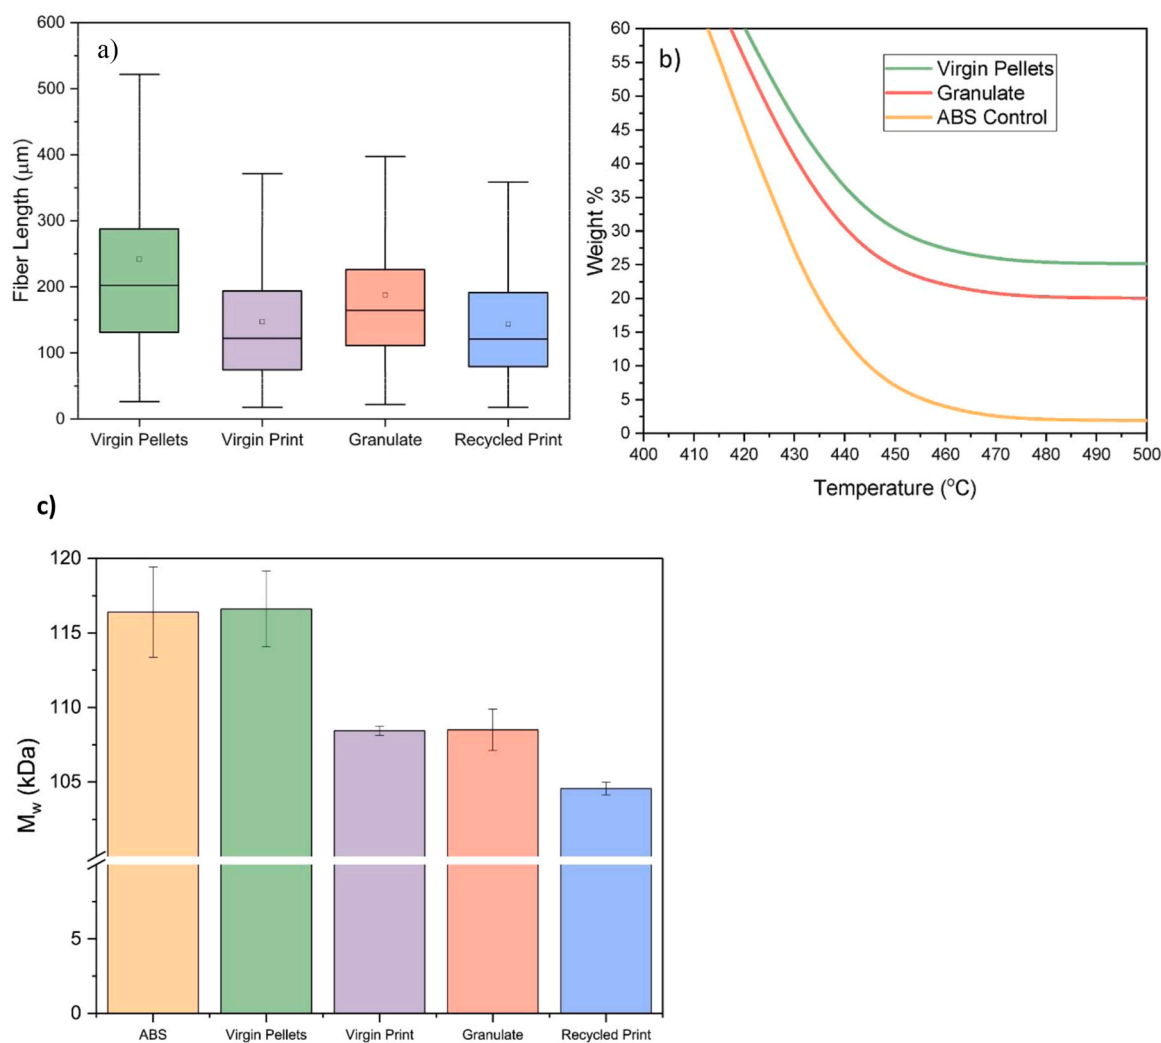 a)
600
500
400
300
200
100
0
Fiber Length (μm)
Virgin Pellets
Virgin Print
Granulate
Recycled Print
b)
60
55
50
45
40
35
30
25
20
15
10
5
0
Weight %
Virgin Pellets
Granulate
ABS Control
400 410 420 430 440 450 460 470 480 490 500
Temperature (°C)
c)
120
115
110
105
5
0
Mw (kDa)
ABS
Virgin Pellets
Virgin Print
Granulate
Recycled Print